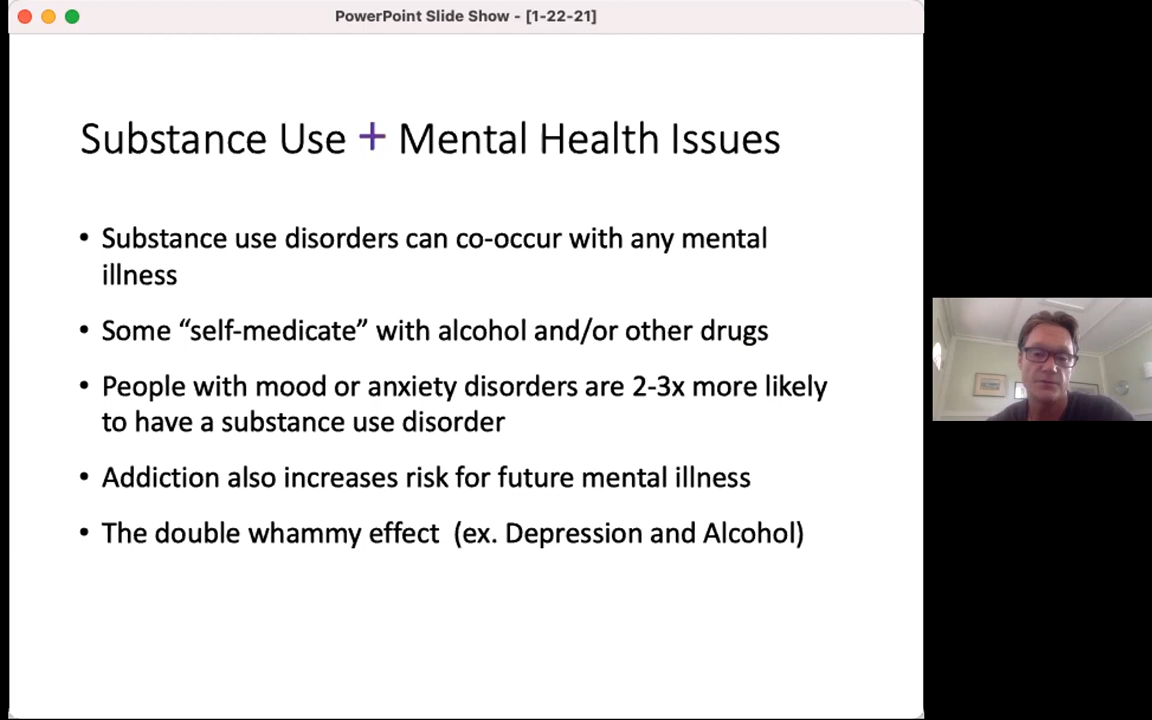 PowerPoint Slide Show - [1-22-21]
Substance Use + Mental Health Issues
• Substance use disorders can co-occur with any mental
illness
• Some “self-medicate” with alcohol and/or other drugs
• People with mood or anxiety disorders are 2-3x more likely
to have a substance use disorder
• Addiction also increases risk for future mental illness
• The double whammy effect  (ex. Depression and Alcohol)